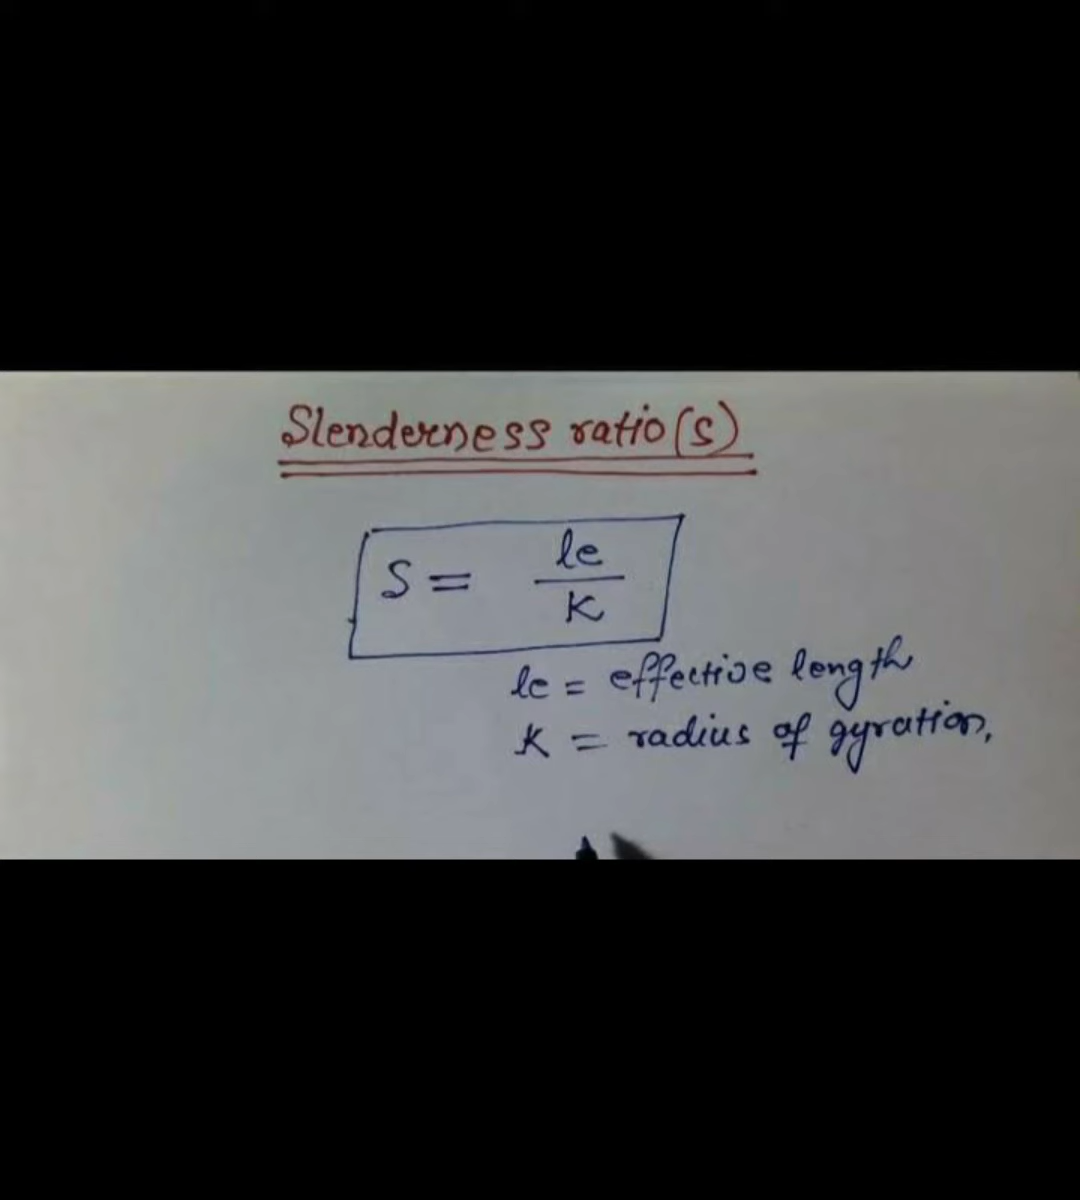 Slenderness ratio (s)
S = le/K
le = effective length
K = radius of gyration,